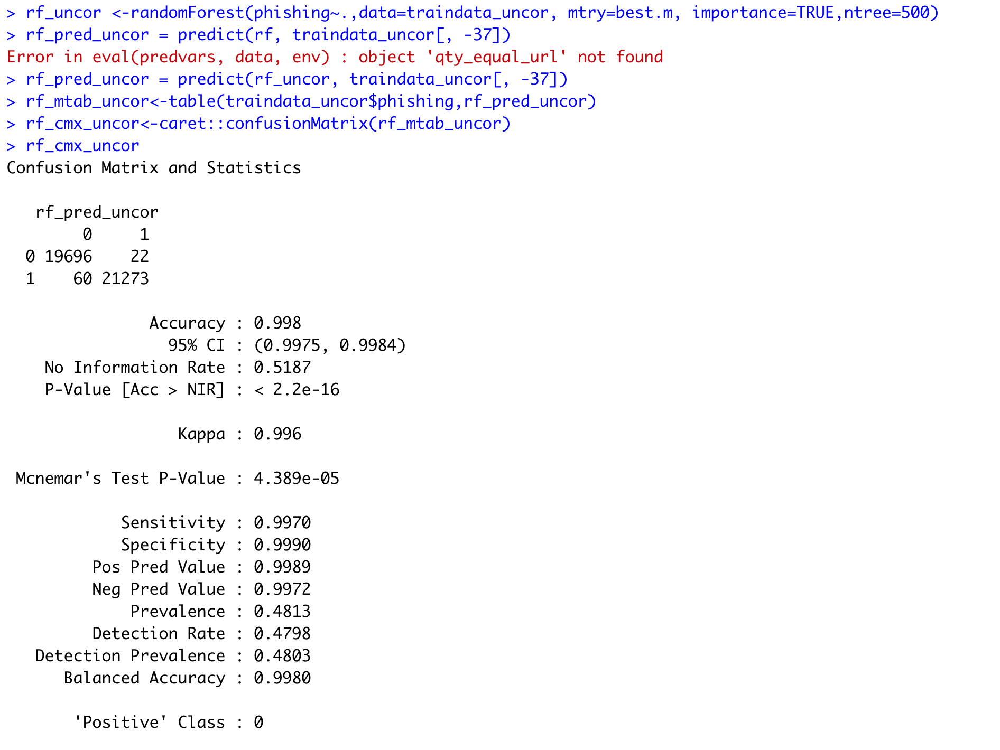 > rf_uncor <-randomForest(phishing~.,data=traindata_uncor, mtry=best.m, importance=TRUE,ntree=500)
> rf_pred_uncor = predict(rf, traindata_uncor[, -37])
Error in eval(predvars, data, env) : object 'qty_equal_url' not found
> rf_pred_uncor = predict(rf_uncor, traindata_uncor[, -37])
> rf_mtab_uncor<-table(traindata_uncor$phishing,rf_pred_uncor)
> rf_cmx_uncor<-caret::confusionMatrix(rf_mtab_uncor)
> rf_cmx_uncor
Confusion Matrix and Statistics

   rf_pred_uncor
        0     1
  0 19696    22
  1    60 21273

               Accuracy : 0.998
                 95% CI : (0.9975, 0.9984)
    No Information Rate : 0.5187
    P-Value [Acc > NIR] : < 2.2e-16

                  Kappa : 0.996

 Mcnemar's Test P-Value : 4.389e-05

            Sensitivity : 0.9970
            Specificity : 0.9990
         Pos Pred Value : 0.9989
         Neg Pred Value : 0.9972
             Prevalence : 0.4813
         Detection Rate : 0.4798
   Detection Prevalence : 0.4803
      Balanced Accuracy : 0.9980

       'Positive' Class : 0